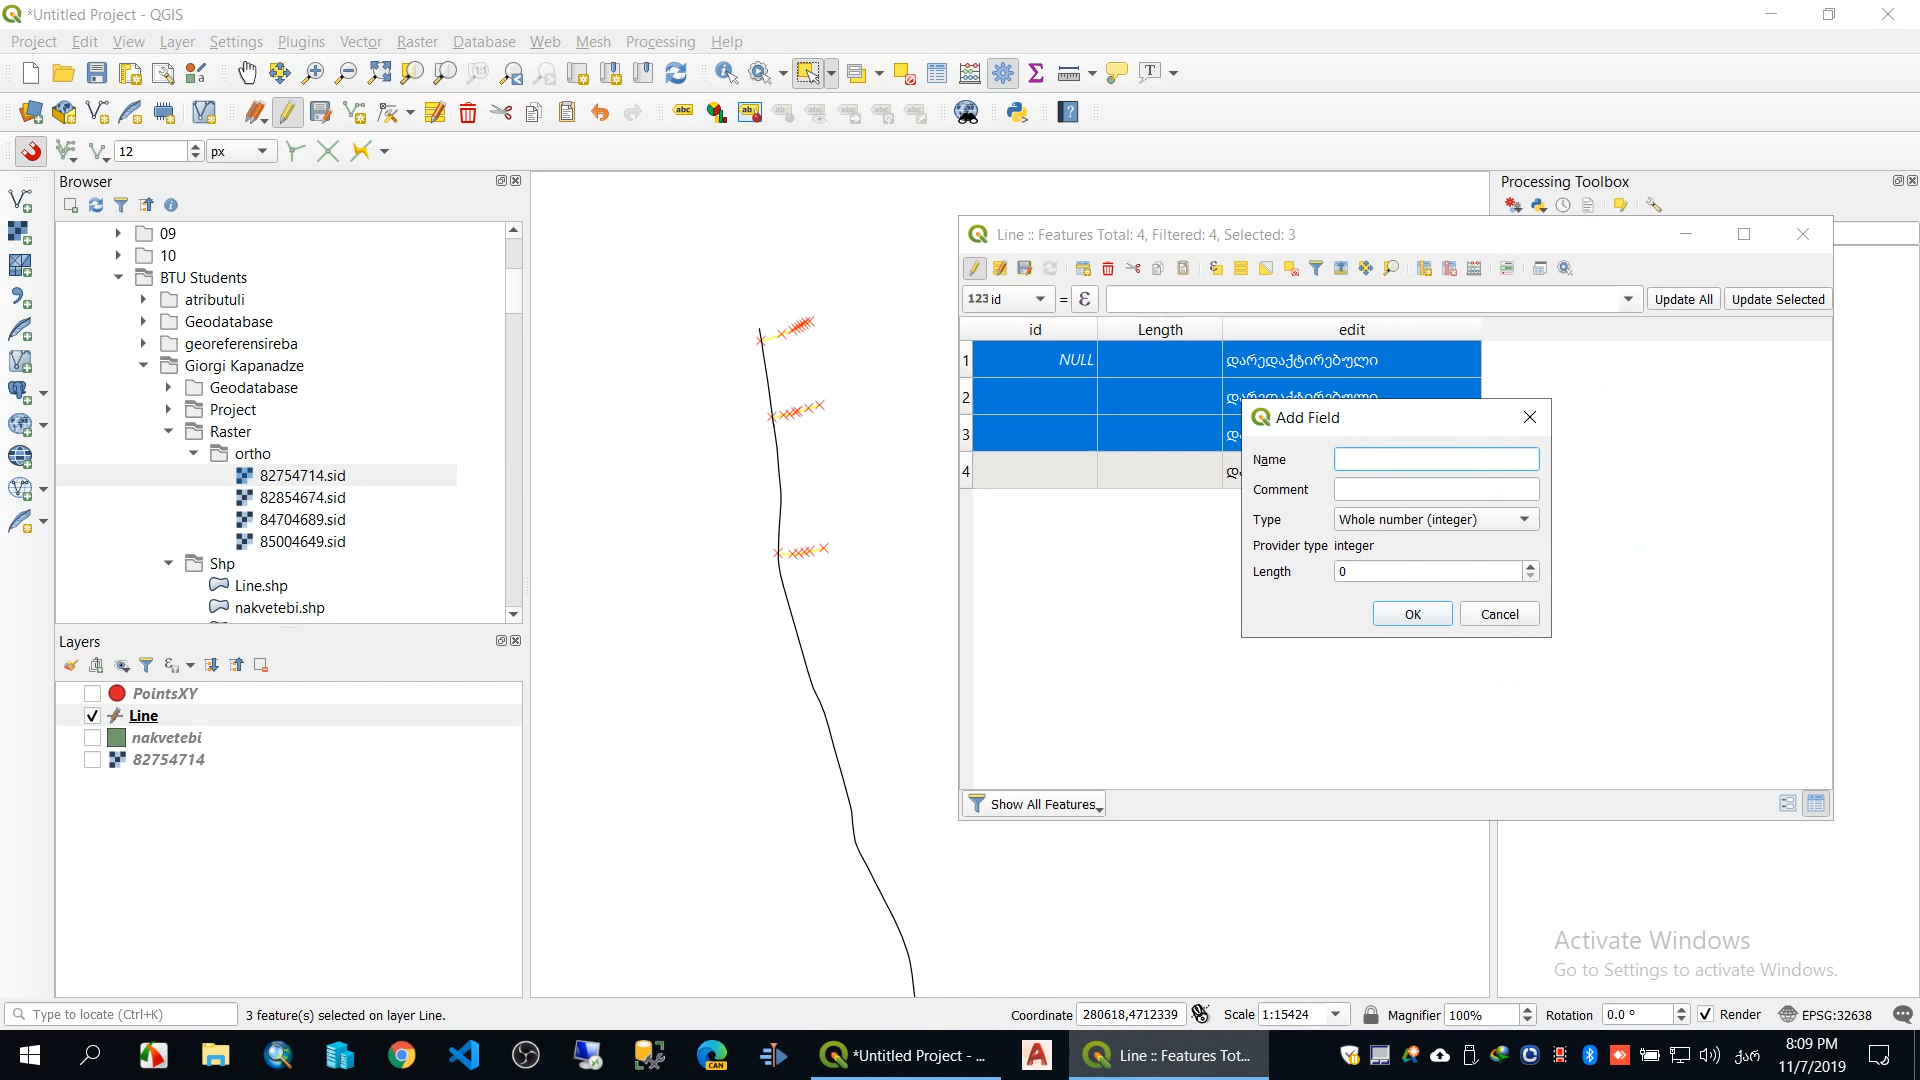 *Untitled Project - QGIS
Project Edit View Layer Settings Plugins Vector Raster Database Web Mesh Processing Help
12 px
Browser
09
10
BTU Students
atributuli
Geodatabase
georeferensireba
Giorgi Kapanadze
Geodatabase
Project
Raster
ortho
82754714.sid
82854674.sid
84704689.sid
85004649.sid
Shp
Line.shp
nakvetebi.shp
Layers
PointsXY
Line
nakvetebi
82754714
Processing Toolbox
Line :: Features Total: 4, Filtered: 4, Selected: 3
123 id = ε Update All Update Selected
id Length edit
1 NULL დარედაქტირებული
2 დარედაქტირებული
3
4
Add Field
Name
Comment
Type Whole number (integer)
Provider type integer
Length 0
OK Cancel
Show All Features
Activate Windows
Go to Settings to activate Windows.
Type to locate (Ctrl+K) 3 feature(s) selected on layer Line. Coordinate 280618,4712339 Scale 1:15424 Magnifier 100% Rotation 0.0 ° Render EPSG:32638
*Untitled Project - ... Line :: Features Tot... ქარ 8:09 PM
11/7/2019